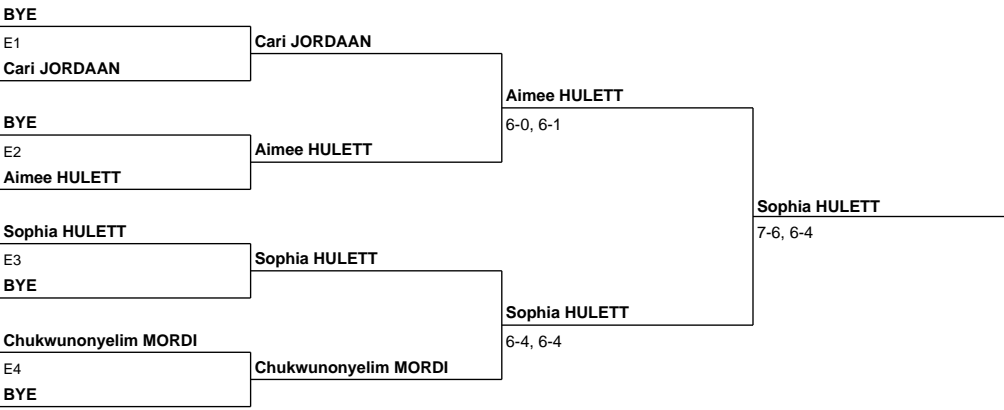 BYE
E1
Cari JORDAAN
BYE
E2
Aimee HULETT
Sophia HULETT
E3
BYE
Chukwunonyelim MORDI
E4
BYE
Cari JORDAAN
Aimee HULETT
Sophia HULETT
Chukwunonyelim MORDI
Aimee HULETT
6-0, 6-1
Sophia HULETT
6-4, 6-4
Sophia HULETT
7-6, 6-4